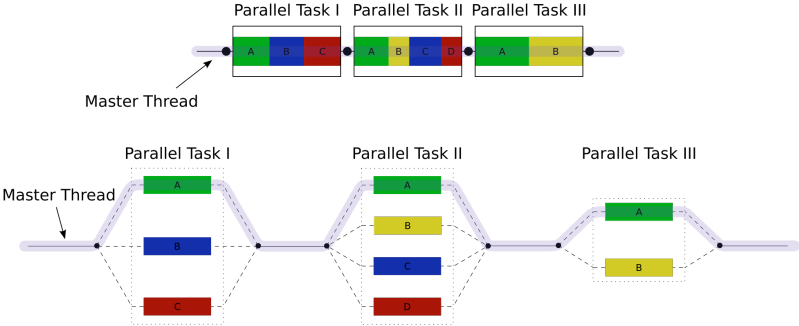 Parallel Task I
Parallel Task II
Parallel Task III
A B C
A B C D
A B
Master Thread
Parallel Task I
Parallel Task II
Parallel Task III
Master Thread
A
A
A
B
B
B
C
C
C
D